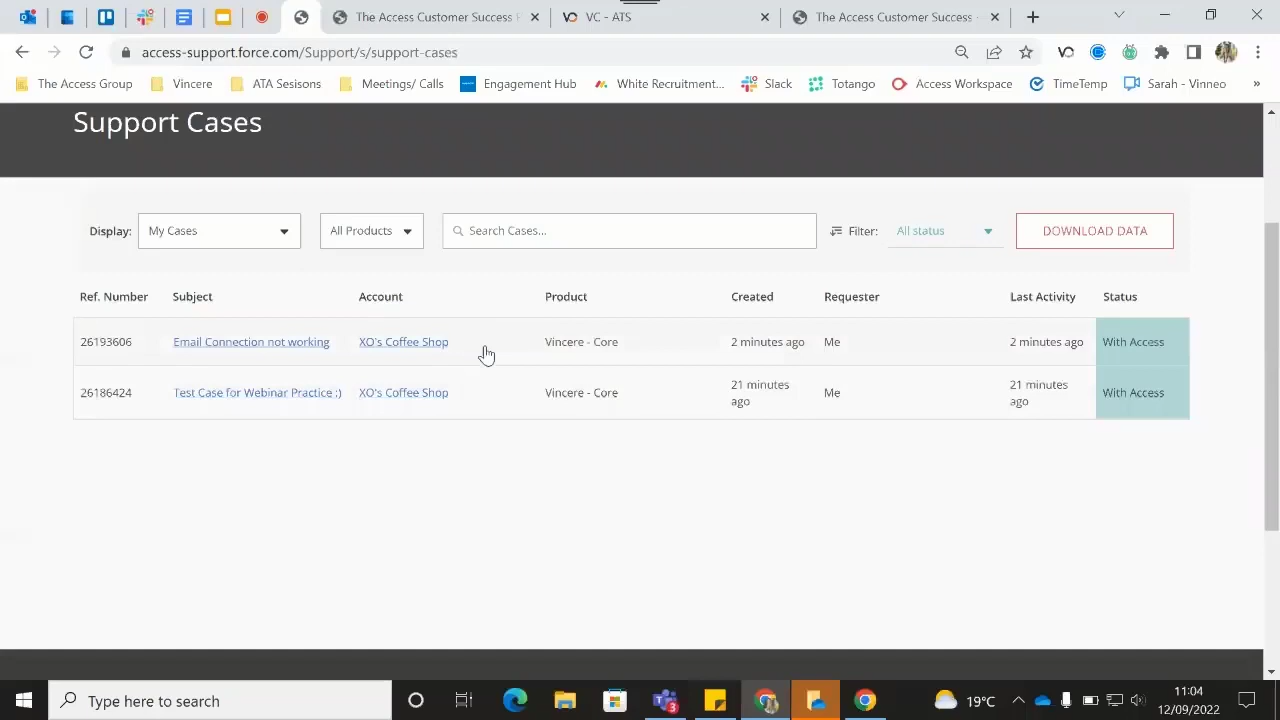 The Access Customer Success
VC - ATS
The Access Customer Success
access-support.force.com/Support/s/support-cases
The Access Group
Vincere
ATA Sesisons
Meetings/ Calls
Engagement Hub
White Recruitment...
Slack
Totango
Access Workspace
TimeTemp
Sarah - Vinneo
Support Cases
Display: My Cases
All Products
Search Cases...
Filter: All status
DOWNLOAD DATA
Ref. Number Subject Account Product Created Requester Last Activity Status
26193606 Email Connection not working XO's Coffee Shop Vincere - Core 2 minutes ago Me 2 minutes ago With Access
26186424 Test Case for Webinar Practice :) XO's Coffee Shop Vincere - Core 21 minutes ago Me 21 minutes ago With Access
Type here to search
3
19°C
11:04
12/09/2022